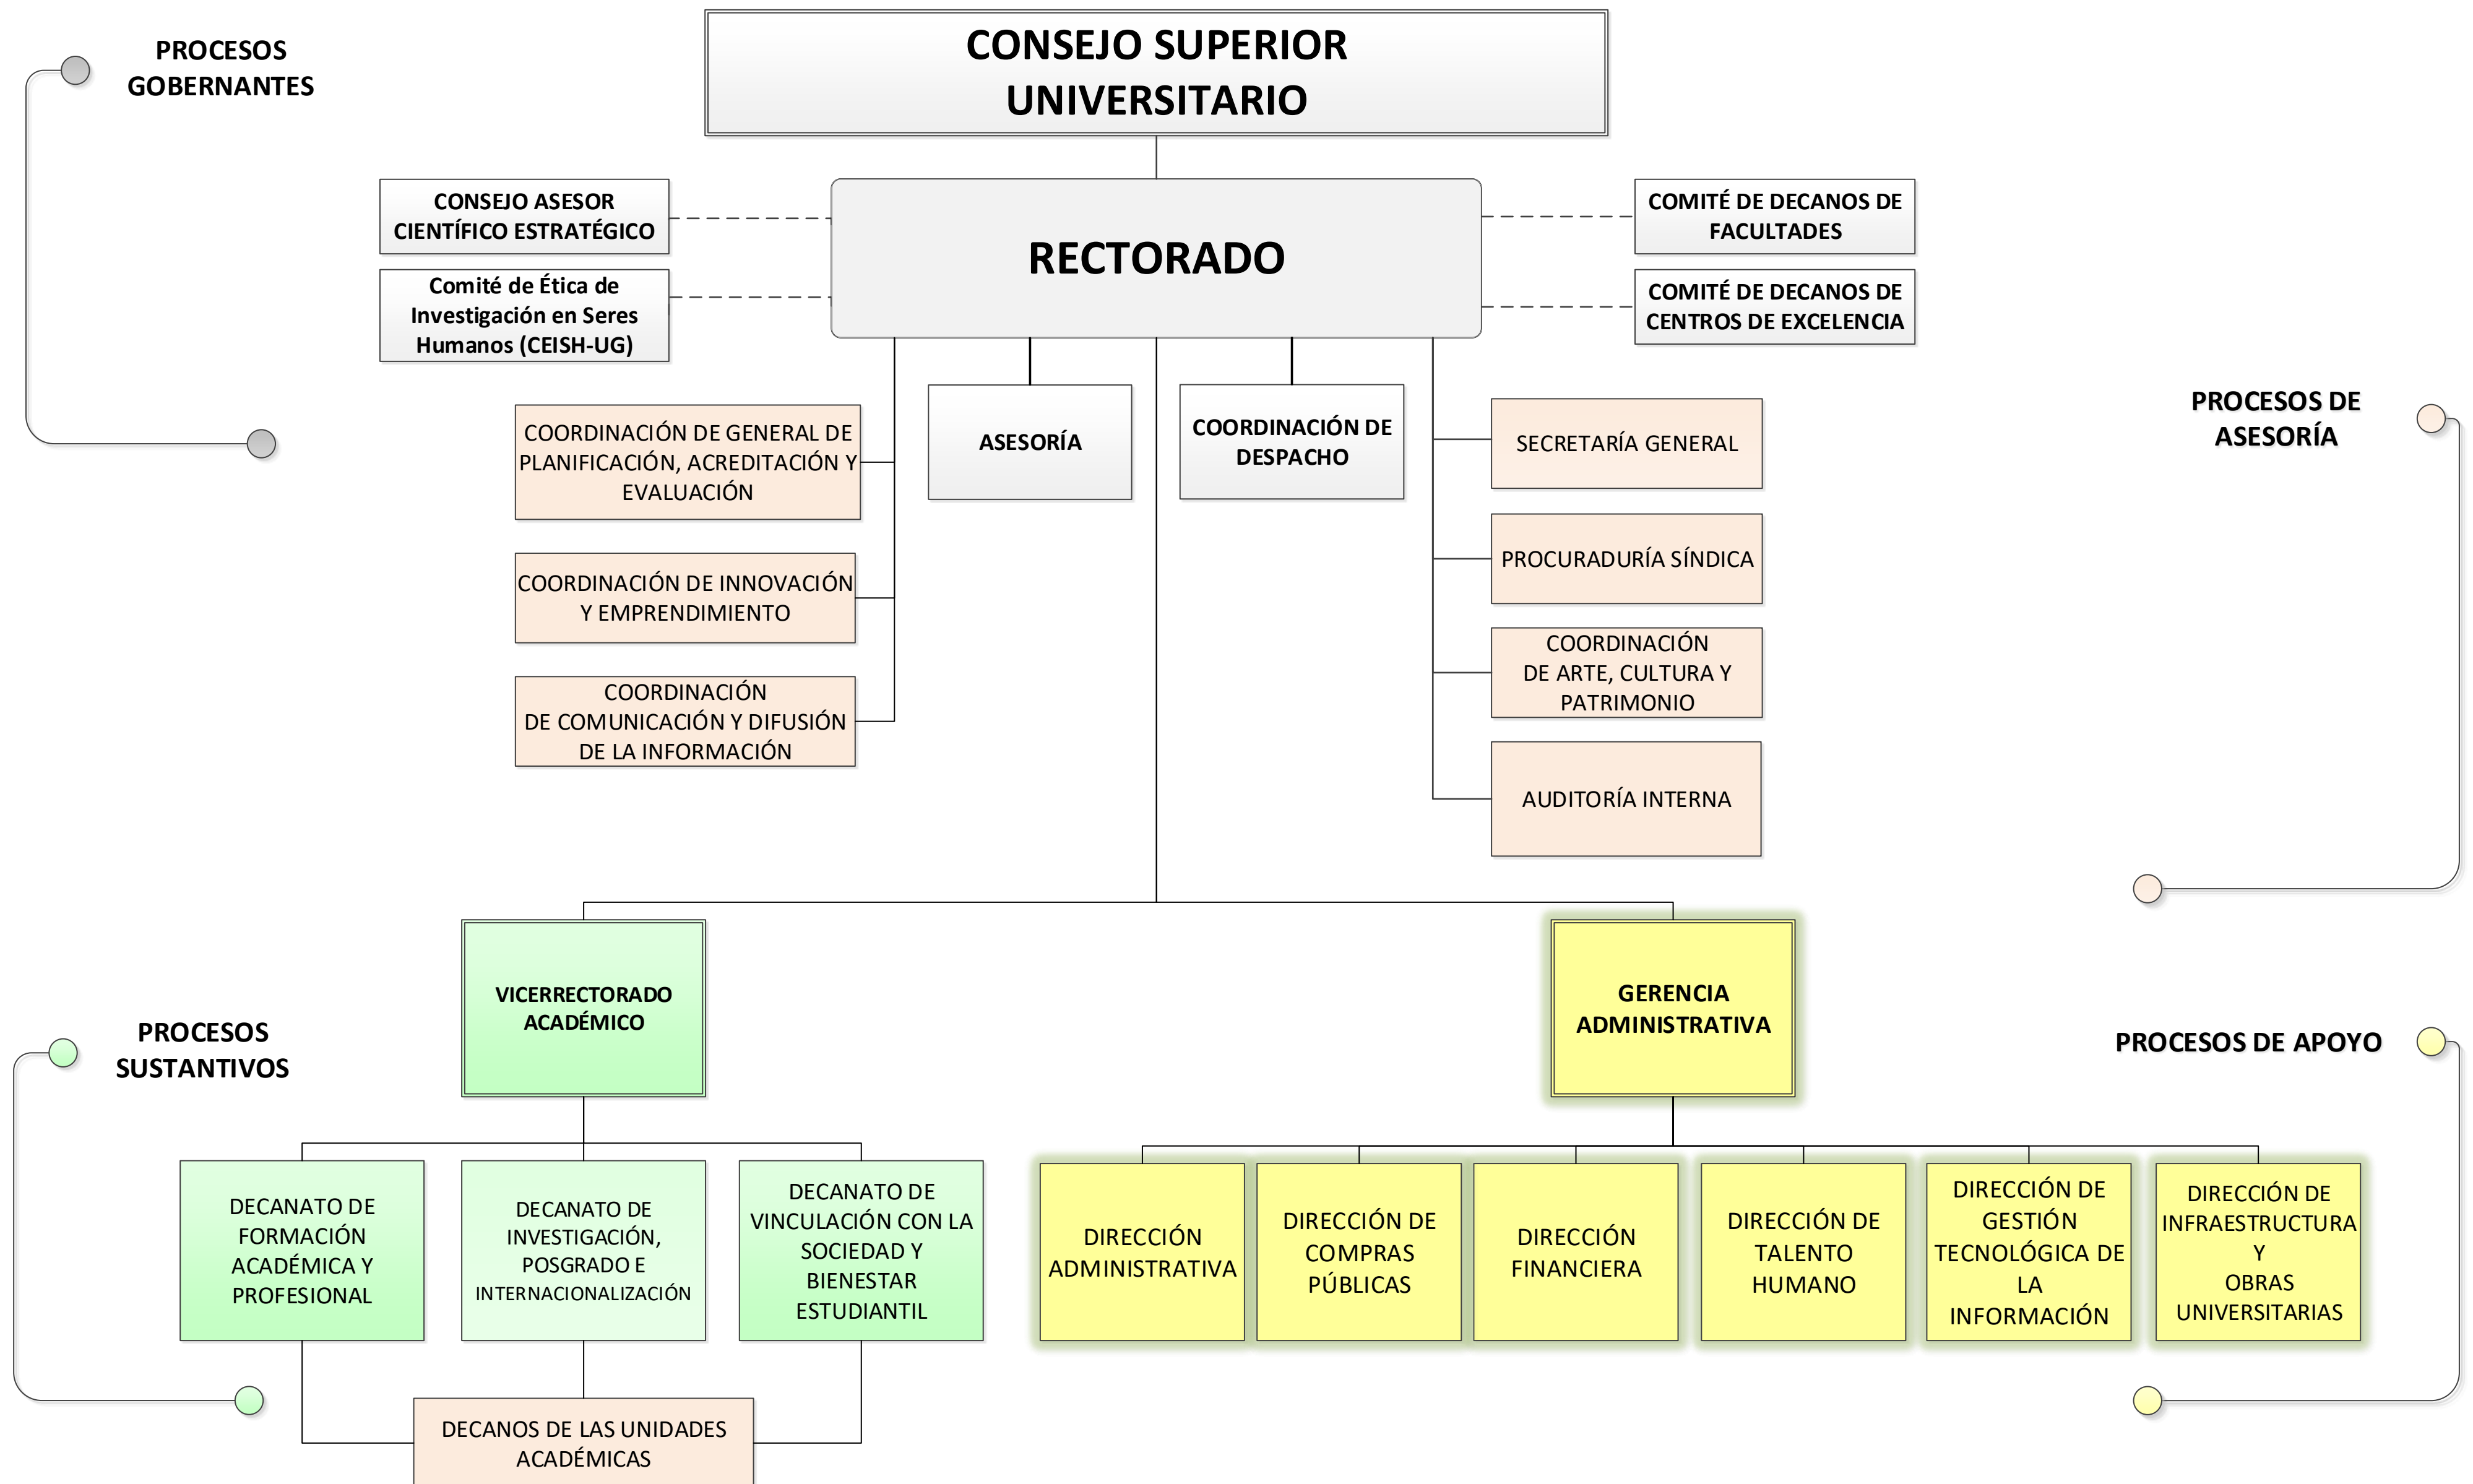 PROCESOS
GOBERNANTES
CONSEJO SUPERIOR
UNIVERSITARIO
CONSEJO ASESOR
CIENTÍFICO ESTRATÉGICO
Comité de Ética de
Investigación en Seres
Humanos (CEISH-UG)
RECTORADO
COMITÉ DE DECANOS DE
FACULTADES
COMITÉ DE DECANOS DE
CENTROS DE EXCELENCIA
COORDINACIÓN DE GENERAL DE
PLANIFICACIÓN, ACREDITACIÓN Y
EVALUACIÓN
ASESORÍA
COORDINACIÓN DE
DESPACHO
SECRETARÍA GENERAL
PROCESOS DE
ASESORÍA
COORDINACIÓN DE INNOVACIÓN
Y EMPRENDIMIENTO
PROCURADURÍA SÍNDICA
COORDINACIÓN
DE COMUNICACIÓN Y DIFUSIÓN
DE LA INFORMACIÓN
COORDINACIÓN
DE ARTE, CULTURA Y
PATRIMONIO
AUDITORÍA INTERNA
PROCESOS
SUSTANTIVOS
VICERRECTORADO
ACADÉMICO
GERENCIA
ADMINISTRATIVA
PROCESOS DE APOYO
DECANATO DE
FORMACIÓN
ACADÉMICA Y
PROFESIONAL
DECANATO DE
INVESTIGACIÓN,
POSGRADO E
INTERNACIONALIZACIÓN
DECANATO DE
VINCULACIÓN CON LA
SOCIEDAD Y
BIENESTAR
ESTUDIANTIL
DIRECCIÓN
ADMINISTRATIVA
DIRECCIÓN DE
COMPRAS
PÚBLICAS
DIRECCIÓN
FINANCIERA
DIRECCIÓN DE
TALENTO
HUMANO
DIRECCIÓN DE
GESTIÓN
TECNOLÓGICA DE
LA
INFORMACIÓN
DIRECCIÓN DE
INFRAESTRUCTURA
Y
OBRAS
UNIVERSITARIAS
DECANOS DE LAS UNIDADES
ACADÉMICAS